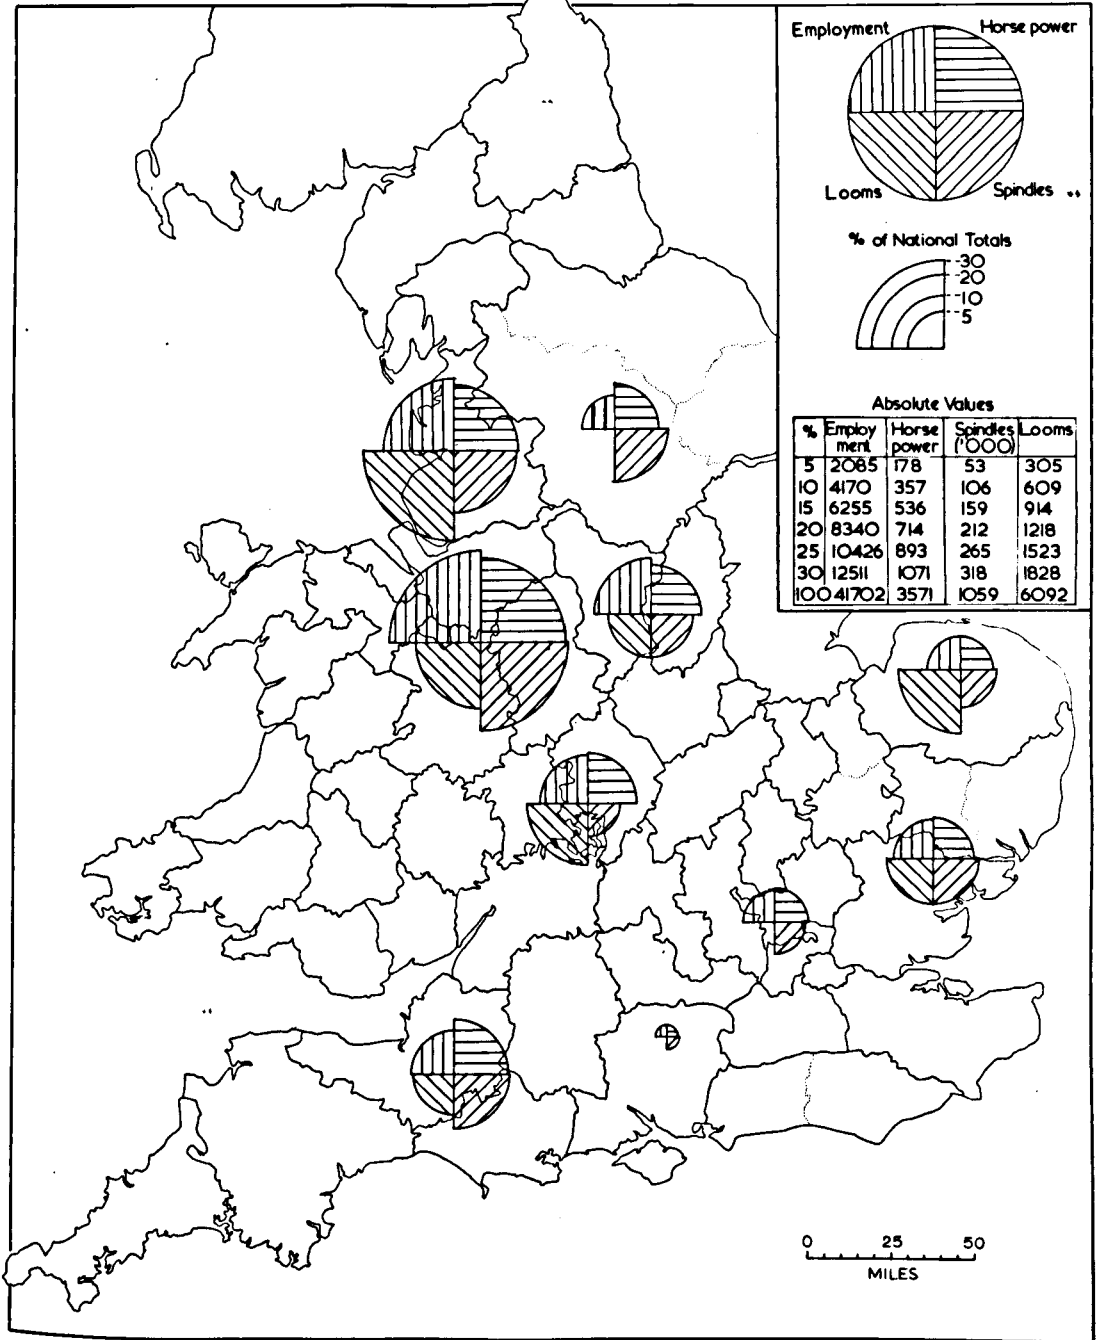 Employment Horse power
Looms Spindles
% of National Totals
30
20
10
5
Absolute Values
% Employ Horse Spindles Looms
ment power ('000)
5 2085 178 53 305
10 4170 357 106 609
15 6255 536 159 914
20 8340 714 212 1218
25 10426 893 265 1523
30 12511 1071 318 1828
100 41702 3571 1059 6092
0 25 50
MILES